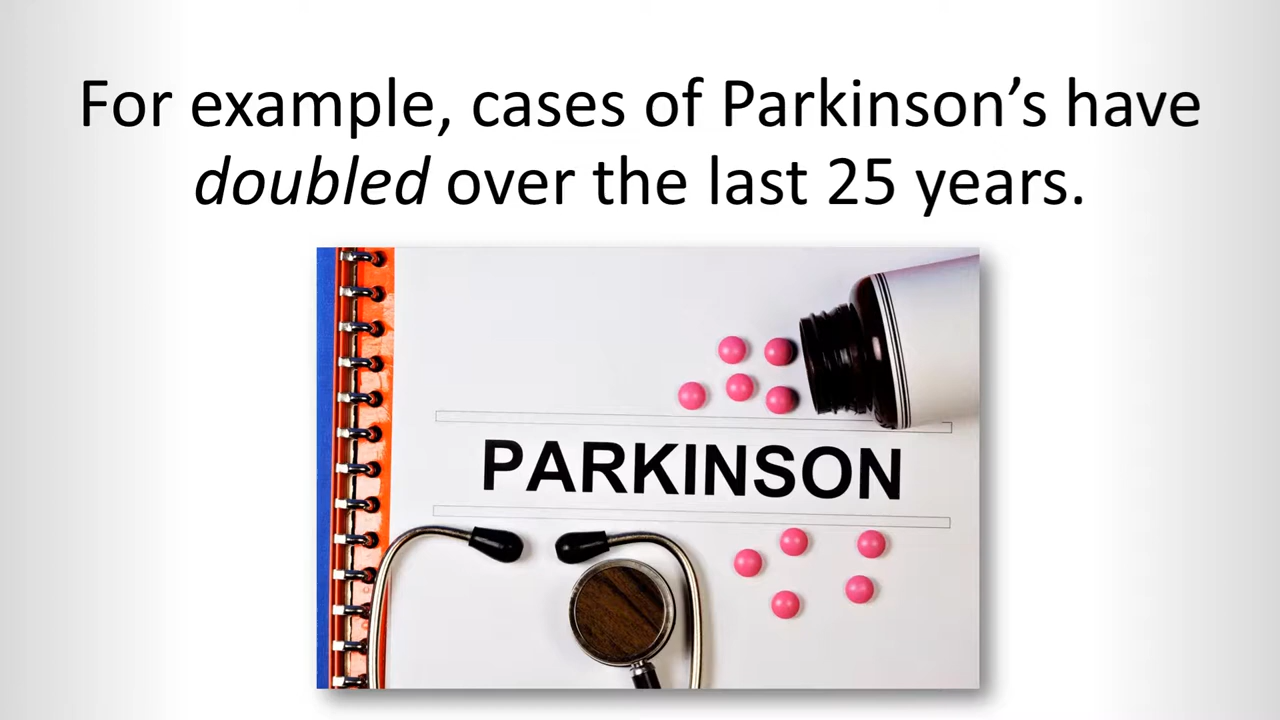 For example, cases of Parkinson’s have
doubled over the last 25 years.
PARKINSON